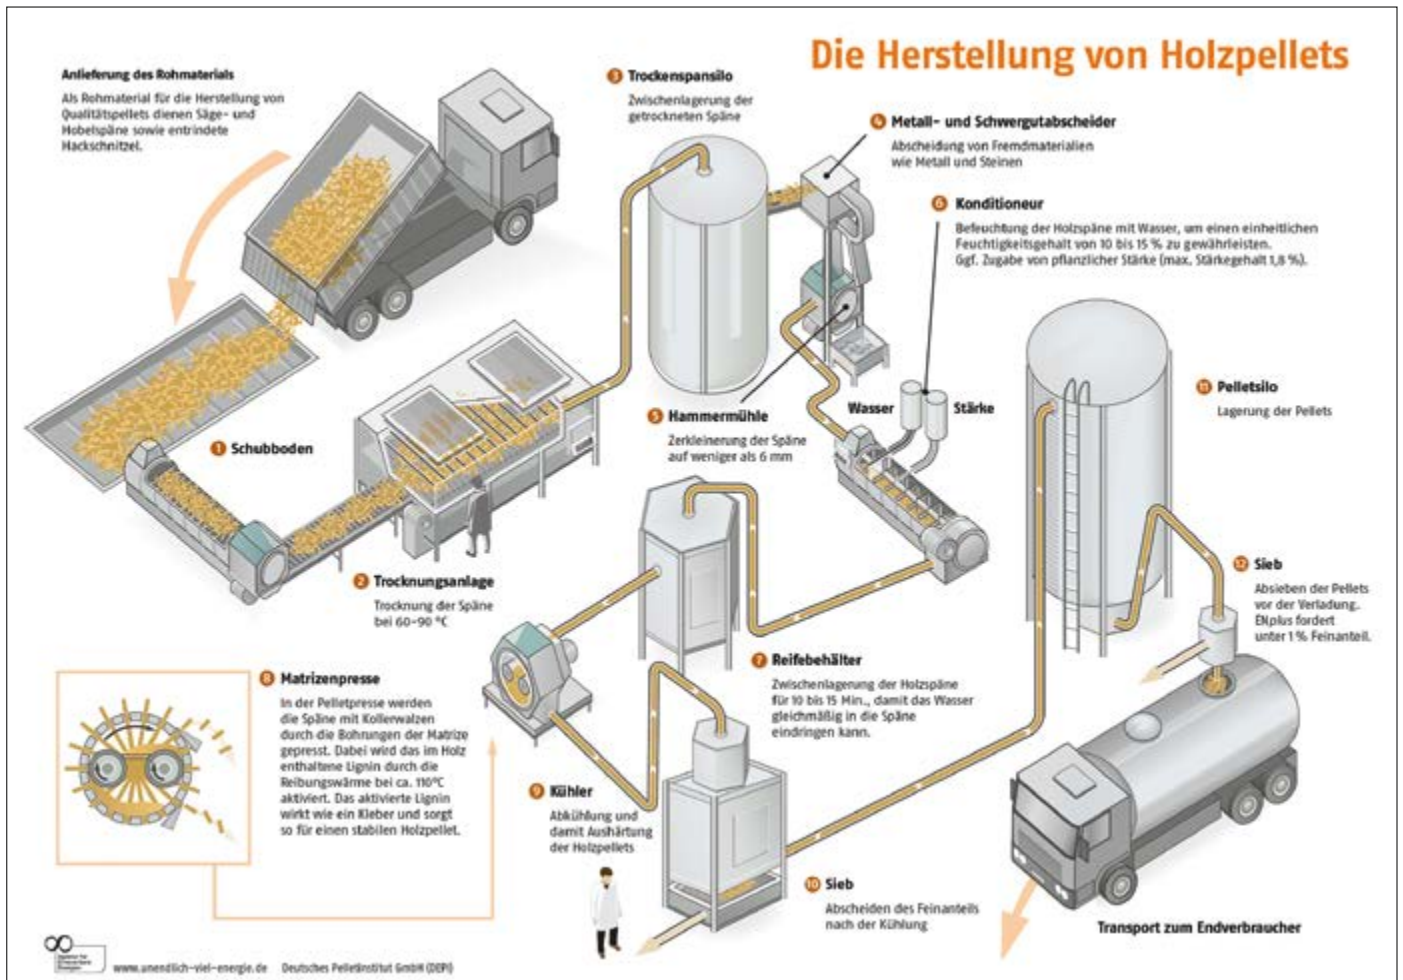 Die Herstellung von Holzpellets
Anlieferung des Rohmaterials
Als Rohmaterial für die Herstellung von
Qualitätspellets dienen Säge- und
Hobelspäne sowie entrindete
Hackschnitzel.
1 Schubboden
2 Trocknungsanlage
Trocknung der Späne
bei 60-90 °C
3 Trockenspansilo
Zwischenlagerung der
getrockneten Späne
4 Metall- und Schwergutabscheider
Abscheidung von Fremdmaterialien
wie Metall und Steinen
5 Hammermühle
Zerkleinerung der Späne
auf weniger als 6 mm
6 Konditioneur
Befeuchtung der Holzspäne mit Wasser, um einen einheitlichen
Feuchtigkeitsgehalt von 10 bis 15 % zu gewährleisten.
Ggf. Zugabe von pflanzlicher Stärke (max. Stärkegehalt 1,8 %).
Wasser
Stärke
7 Reifebehälter
Zwischenlagerung der Holzspäne
für 10 bis 15 Min., damit das Wasser
gleichmäßig in die Späne
eindringen kann.
8 Matrizenpresse
In der Pelletpresse werden
die Späne mit Kollerwalzen
durch die Bohrungen der Matrize
gepresst. Dabei wird das im Holz
enthaltene Lignin durch die
Reibungswärme bei ca. 110°C
aktiviert. Das aktivierte Lignin
wirkt wie ein Kleber und sorgt
so für einen stabilen Holzpellet.
9 Kühler
Abkühlung und
damit Aushärtung
der Holzpellets
10 Sieb
Abscheiden des Feinanteils
nach der Kühlung
11 Pelletsilo
Lagerung der Pellets
12 Sieb
Absieben der Pellets
vor der Verladung.
ENplus fordert
unter 1 % Feinanteil.
Transport zum Endverbraucher
www.unendlich-viel-energie.de
Deutsches Pelletinstitut GmbH (DEPI)